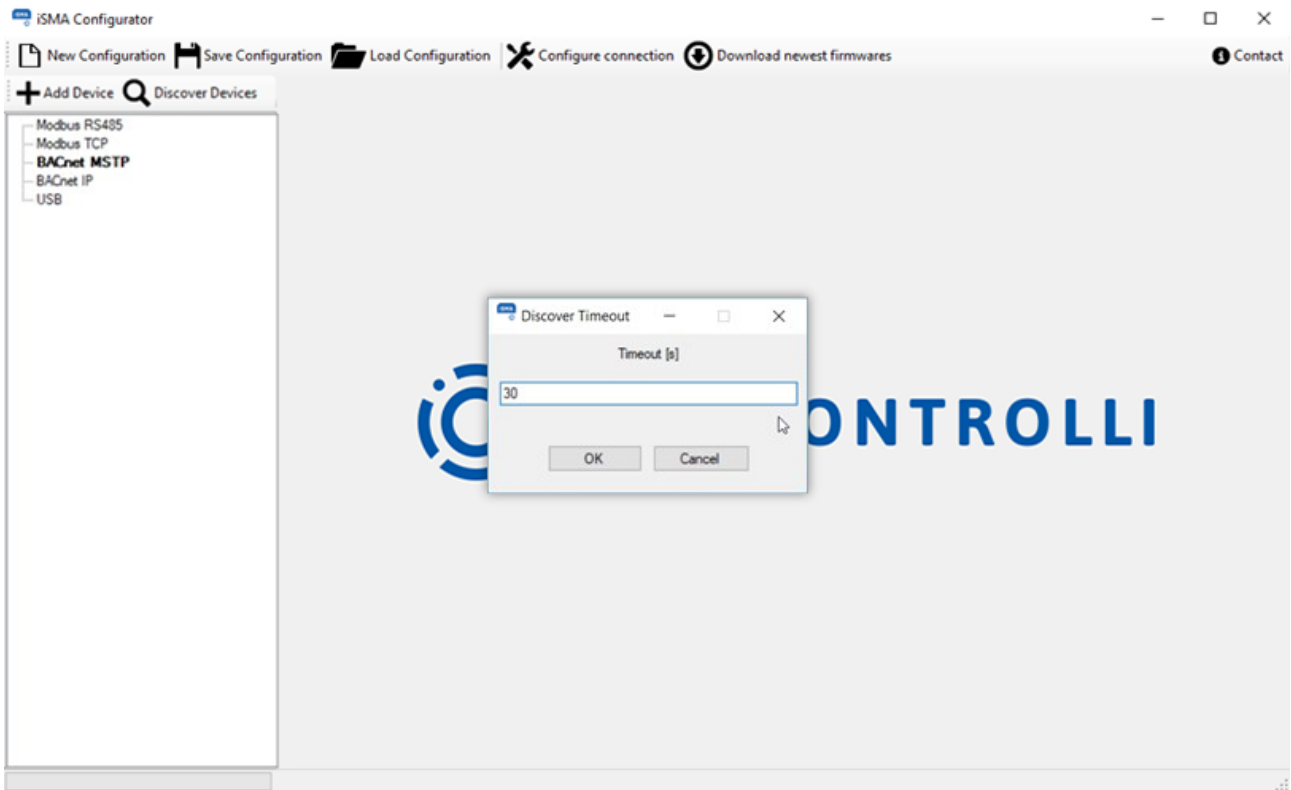 iSMA Configurator
New Configuration Save Configuration Load Configuration Configure connection Download newest firmwares Contact
Add Device Discover Devices
Modbus RS485
Modbus TCP
BACnet MSTP
BACnet IP
USB
Discover Timeout
Timeout [s]
30
ONTROLLI
OK Cancel